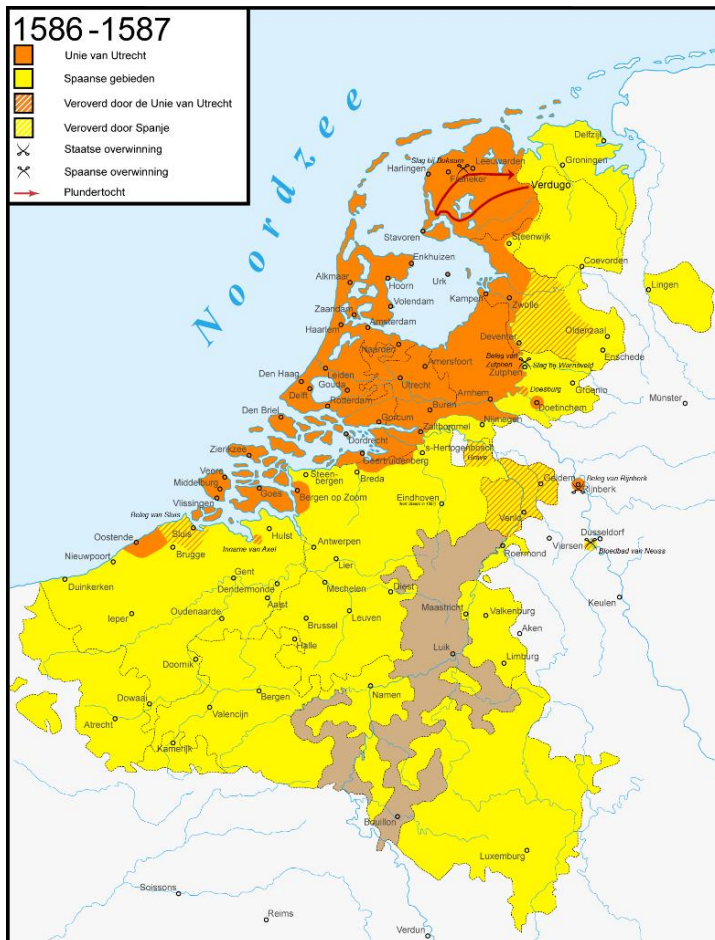 1586 -1587
Unie van Utrecht
Spaanse gebieden
Veroverd door de Unie van Utrecht
Veroverd door Spanje
Staatse overwinning
Spaanse overwinning
Plundertocht
Noordzee
Delfzijl
Groningen
Slag bij Boksum
Leeuwarden
Harlingen
Franeker
Verdugo
Stavoren
Steenwijk
Enkhuizen
Coevorden
Urk
Alkmaar
Hoorn
Lingen
Kampen
Zwolle
Volendam
Zaandam
Amsterdam
Haarlem
Oldenzaal
Deventer
Naarden
Enschede
Beleg van
Zutphen
Slag bij Warnsveld
Amersfoort
Zutphen
Den Haag
Leiden
Utrecht
Groenlo
Gouda
Delft
Doesburg
Arnhem
Münster
Rotterdam
Buren
Doetinchem
Den Briel
Gorcum
Zaltbommel
Nijmegen
Dordrecht
's-Hertogenbosch
Zierikzee
Geertruidenberg
Grave
Veere
Steen-
bergen
Breda
Geldern
Beleg van Rijnberk
Middelburg
Goes
Bergen op Zoom
Rijnberk
Vlissingen
Eindhoven
Beleg van Sluis
Venlo
Oostende
Sluis
Hulst
Düsseldorf
Inname van Axel
Antwerpen
Viersen
Bloedbad van Neuss
Nieuwpoort
Brugge
Roermond
Lier
Duinkerken
Gent
Dendermonde
Mechelen
Diest
Keulen
Aalst
Maastricht
Valkenburg
Ieper
Oudenaarde
Brussel
Leuven
Aken
Halle
Luik
Doornik
Limburg
Namen
Bergen
Dowaai
Valencijn
Atrecht
Kamerijk
Bouillon
Luxemburg
Soissons
Reims
Verdun